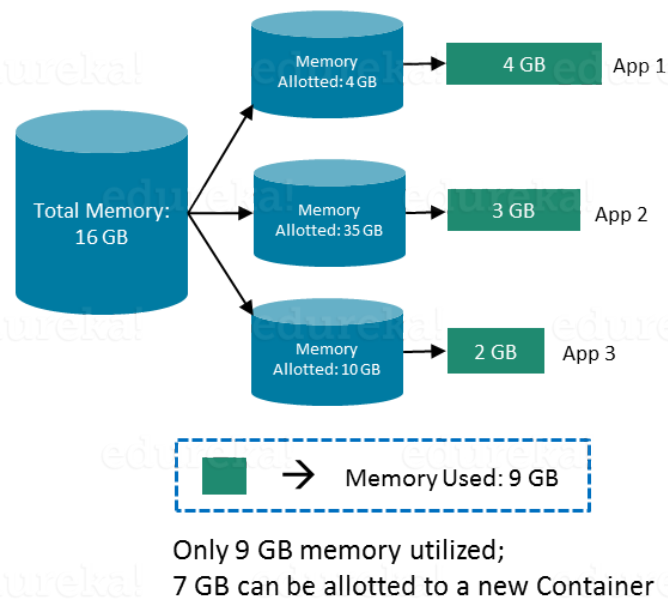 Memory
Allotted: 4 GB
4 GB
App 1
Total Memory:
16 GB
Memory
Allotted: 35 GB
3 GB
App 2
Memory
Allotted: 10 GB
2 GB
App 3
Memory Used: 9 GB
Only 9 GB memory utilized;
7 GB can be allotted to a new Container
edureka!